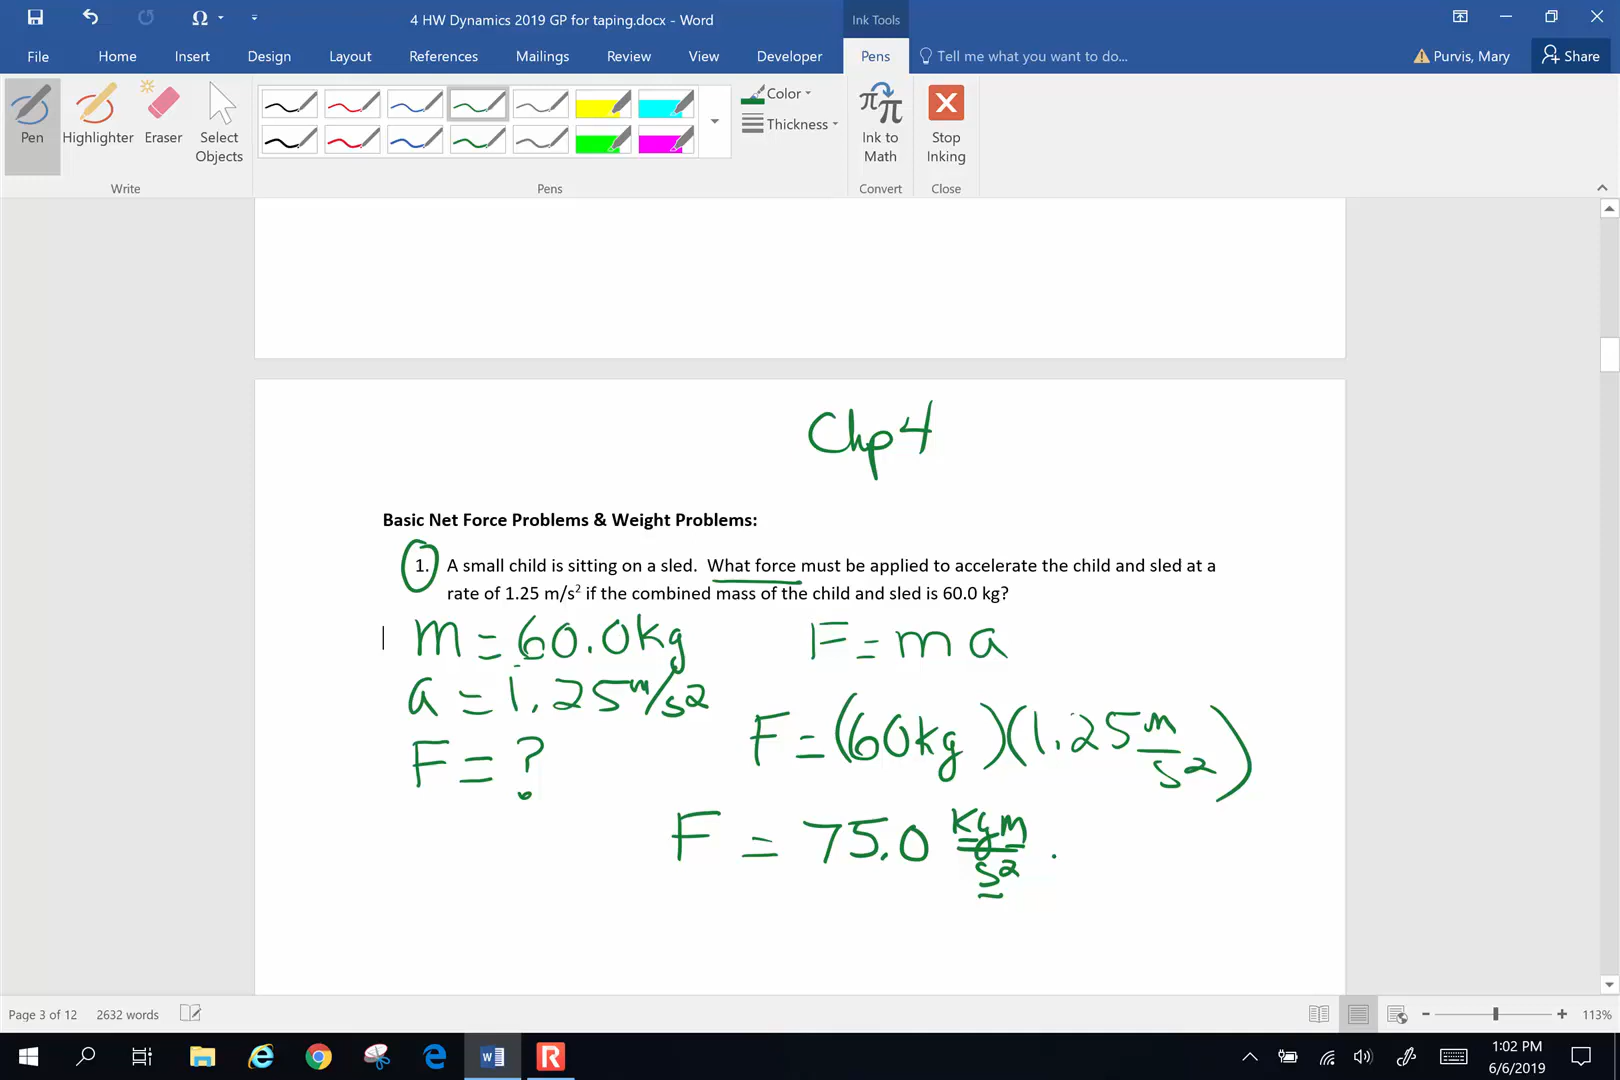 4 HW Dynamics 2019 GP for taping.docx - Word
Ink Tools
File Home Insert Design Layout References Mailings Review View Developer Pens Tell me what you want to do... Purvis, Mary Share
Pen Highlighter Eraser Select Objects
Color
Thickness
Ink to Math
Stop Inking
Write Pens Convert Close
Chp 4
Basic Net Force Problems & Weight Problems:
1. A small child is sitting on a sled. What force must be applied to accelerate the child and sled at a
rate of 1.25 m/s² if the combined mass of the child and sled is 60.0 kg?
m = 60.0kg F = m a
a = 1.25 m/s2
F = (60kg)(1.25 m/s2)
F = ?
F = 75.0 kgm/s2 .
Page 3 of 12 2632 words 113%
1:02 PM
6/6/2019